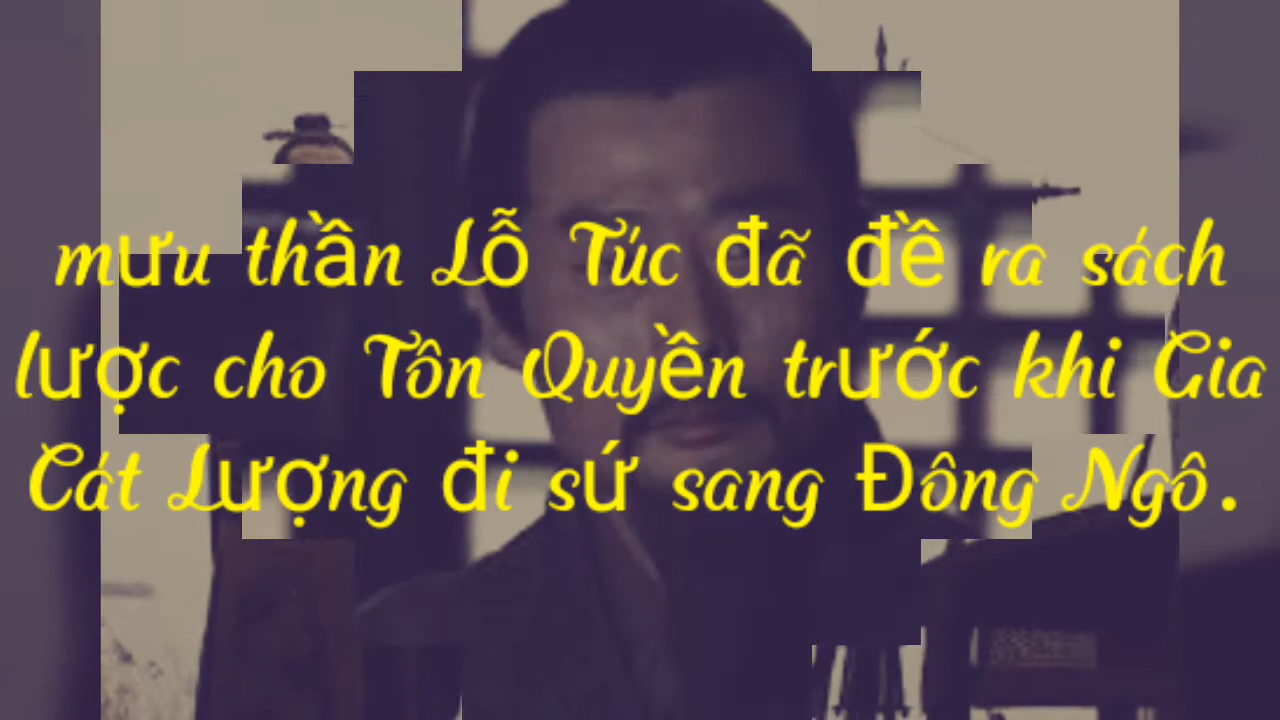 mưu thần Lỗ Túc đã đề ra sách
lược cho Tôn Quyền trước khi Gia
Cát Lượng đi sứ sang Đông Ngô.